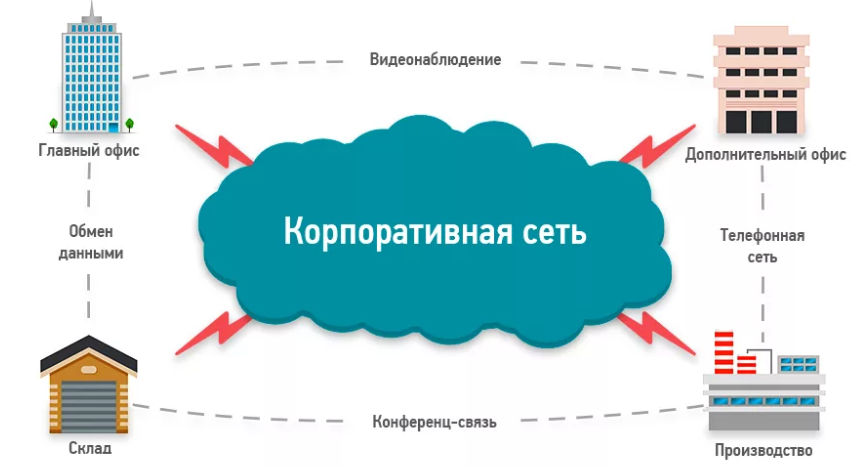 Видеонаблюдение
Главный офис
Дополнительный офис
Корпоративная сеть
Обмен
данными
Телефонная
сеть
Конференц-связь
Склад
Производство